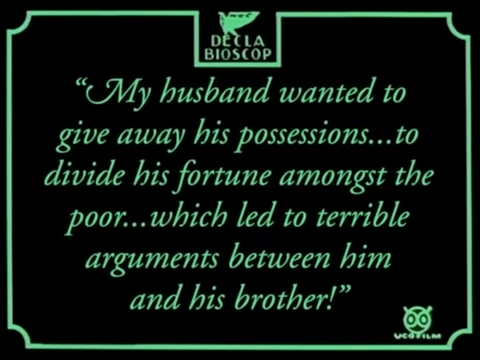 DECLA
BIOSCOP
“My husband wanted to
give away his possessions...to
divide his fortune amongst the
poor...which led to terrible
arguments between him
and his brother!”
UCOFILM